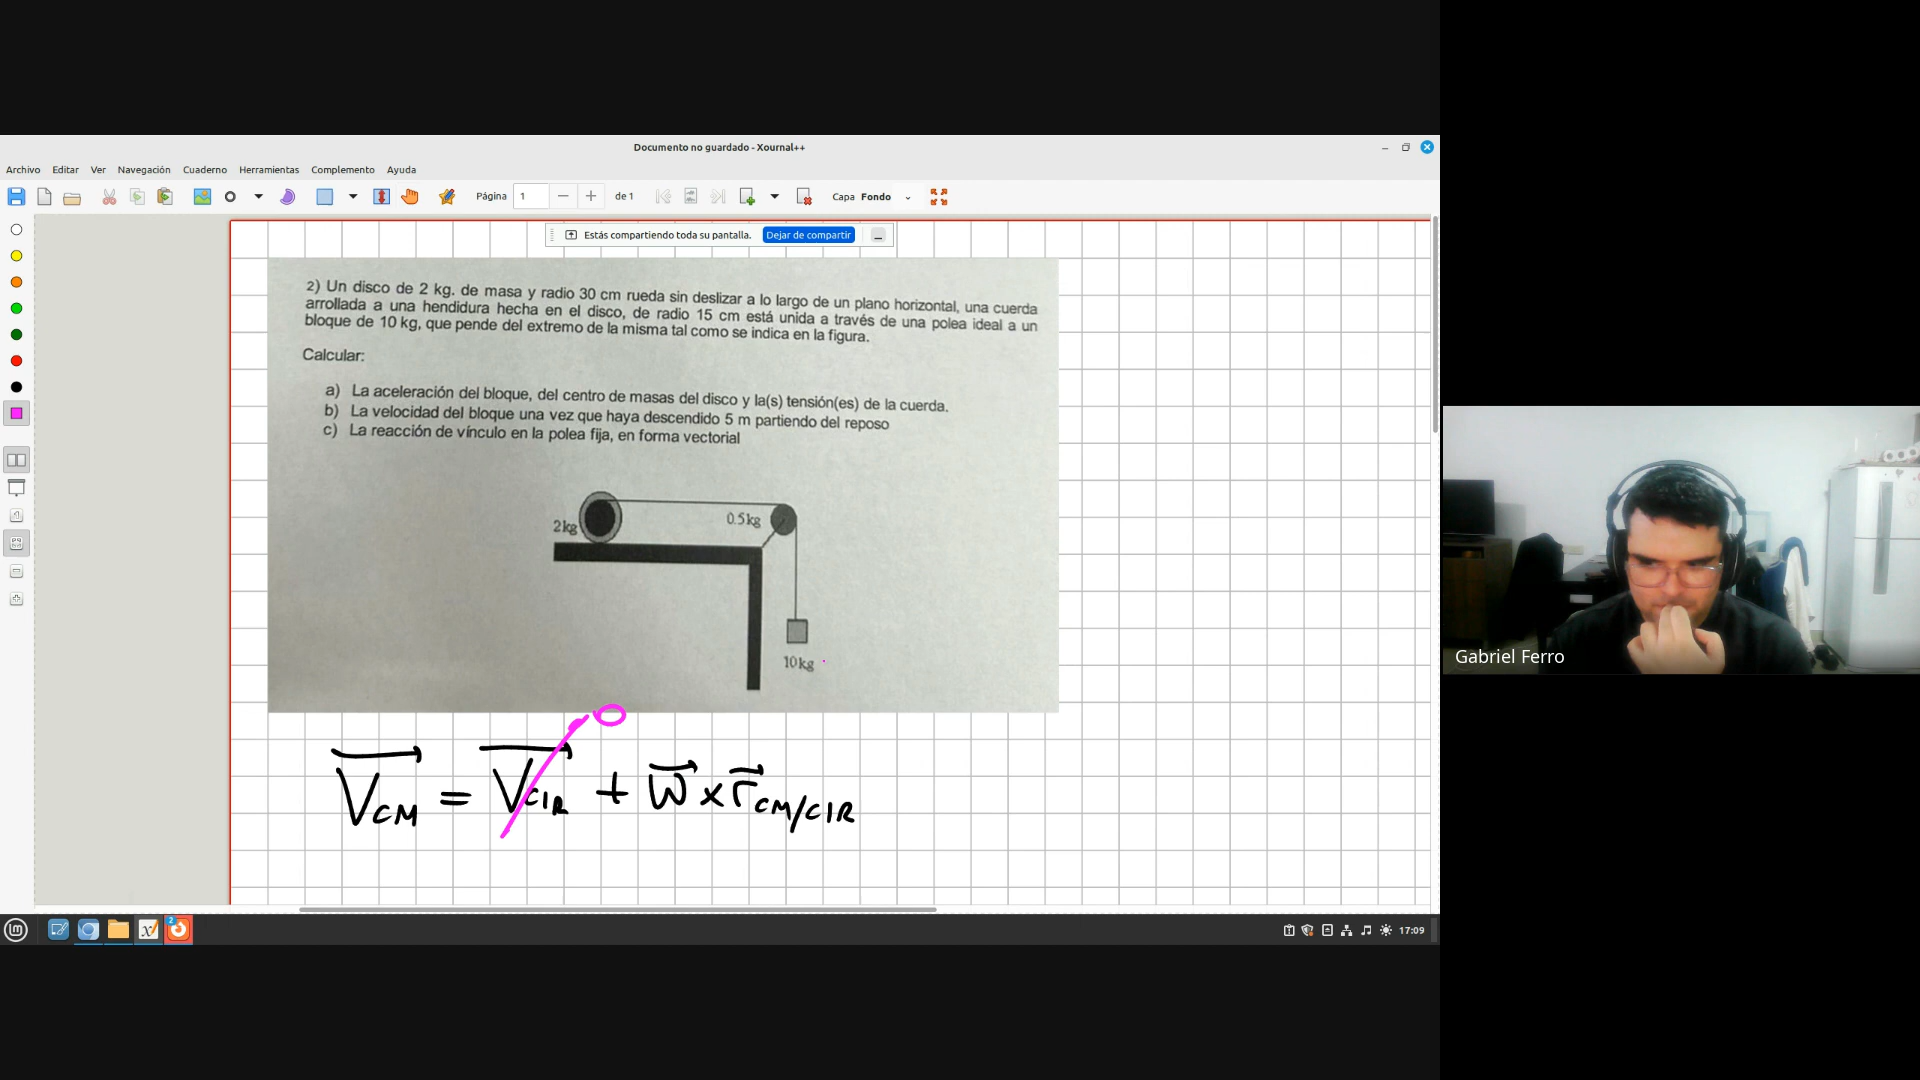 Documento no guardado - Xournal++
Archivo Editar Ver Navegación Cuaderno Herramientas Complemento Ayuda
Página 1 de 1 Capa Fondo
Estás compartiendo toda su pantalla. Dejar de compartir
2) Un disco de 2 kg. de masa y radio 30 cm rueda sin deslizar a lo largo de un plano horizontal, una cuerda
arrollada a una hendidura hecha en el disco, de radio 15 cm está unida a través de una polea ideal a un
bloque de 10 kg, que pende del extremo de la misma tal como se indica en la figura.
Calcular:
a) La aceleración del bloque, del centro de masas del disco y la(s) tensión(es) de la cuerda.
b) La velocidad del bloque una vez que haya descendido 5 m partiendo del reposo
c) La reacción de vínculo en la polea fija, en forma vectorial
2kg
0.5kg
10kg
0
V⃗CM = V⃗CIR + w⃗ x r⃗CM/CIR
Gabriel Ferro
2
17:09